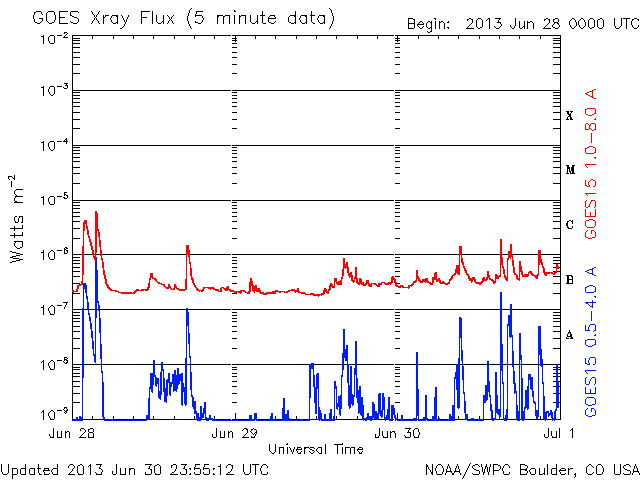 GOES Xray Flux (5 minute data)
Begin: 2013 Jun 28 0000 UTC
10-2
10-3
10-4
10-5
10-6
10-7
10-8
10-9
Watts m-2
X
M
C
B
A
GOES15 1.0-8.0 A
GOES15 0.5-4.0 A
Jun 28
Jun 29
Jun 30
Jul 1
Universal Time
Updated 2013 Jun 30 23:55:12 UTC
NOAA/SWPC Boulder, CO USA